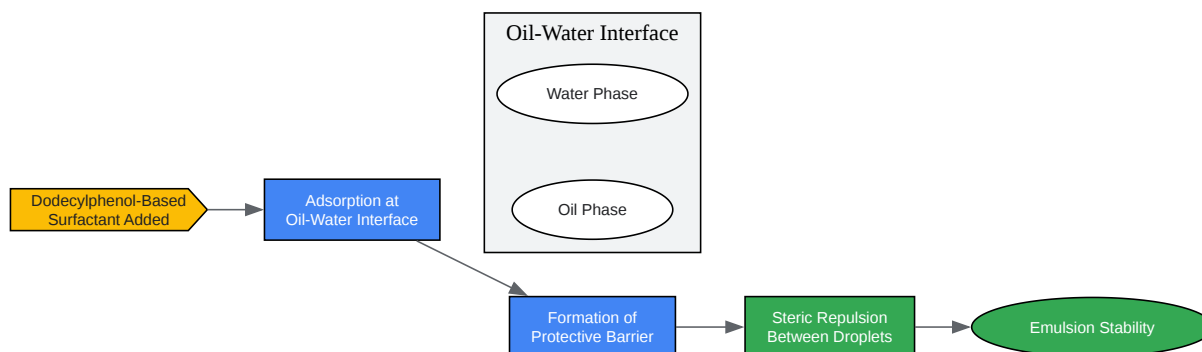 Oil-Water Interface
Water Phase
Oil Phase
Dodecylphenol-Based
Surfactant Added
Adsorption at
Oil-Water Interface
Formation of
Protective Barrier
Steric Repulsion
Between Droplets
Emulsion Stability